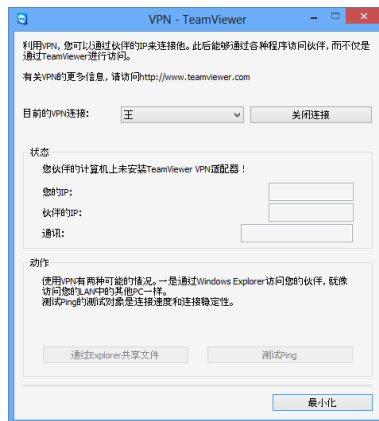 VPN - TeamViewer
利用VPN, 您可以通过伙伴的IP来连接他。此后能够通过各种程序访问伙伴, 而不仅是
通过TeamViewer进行访问。
有关VPN的更多信息, 请访问http://www.teamviewer.com
目前的VPN连接:
王
关闭连接
状态
您伙伴的计算机上未安装TeamViewer VPN适配器！
您的IP:
伙伴的IP:
通讯:
动作
使用VPN有两种可能的情况。一是通过Windows Explorer访问您的伙伴, 就像
访问您的LAN中的其他PC一样。
测试Ping的测试对象是连接速度和连接稳定性。
通过Explorer共享文件
测试Ping
最小化